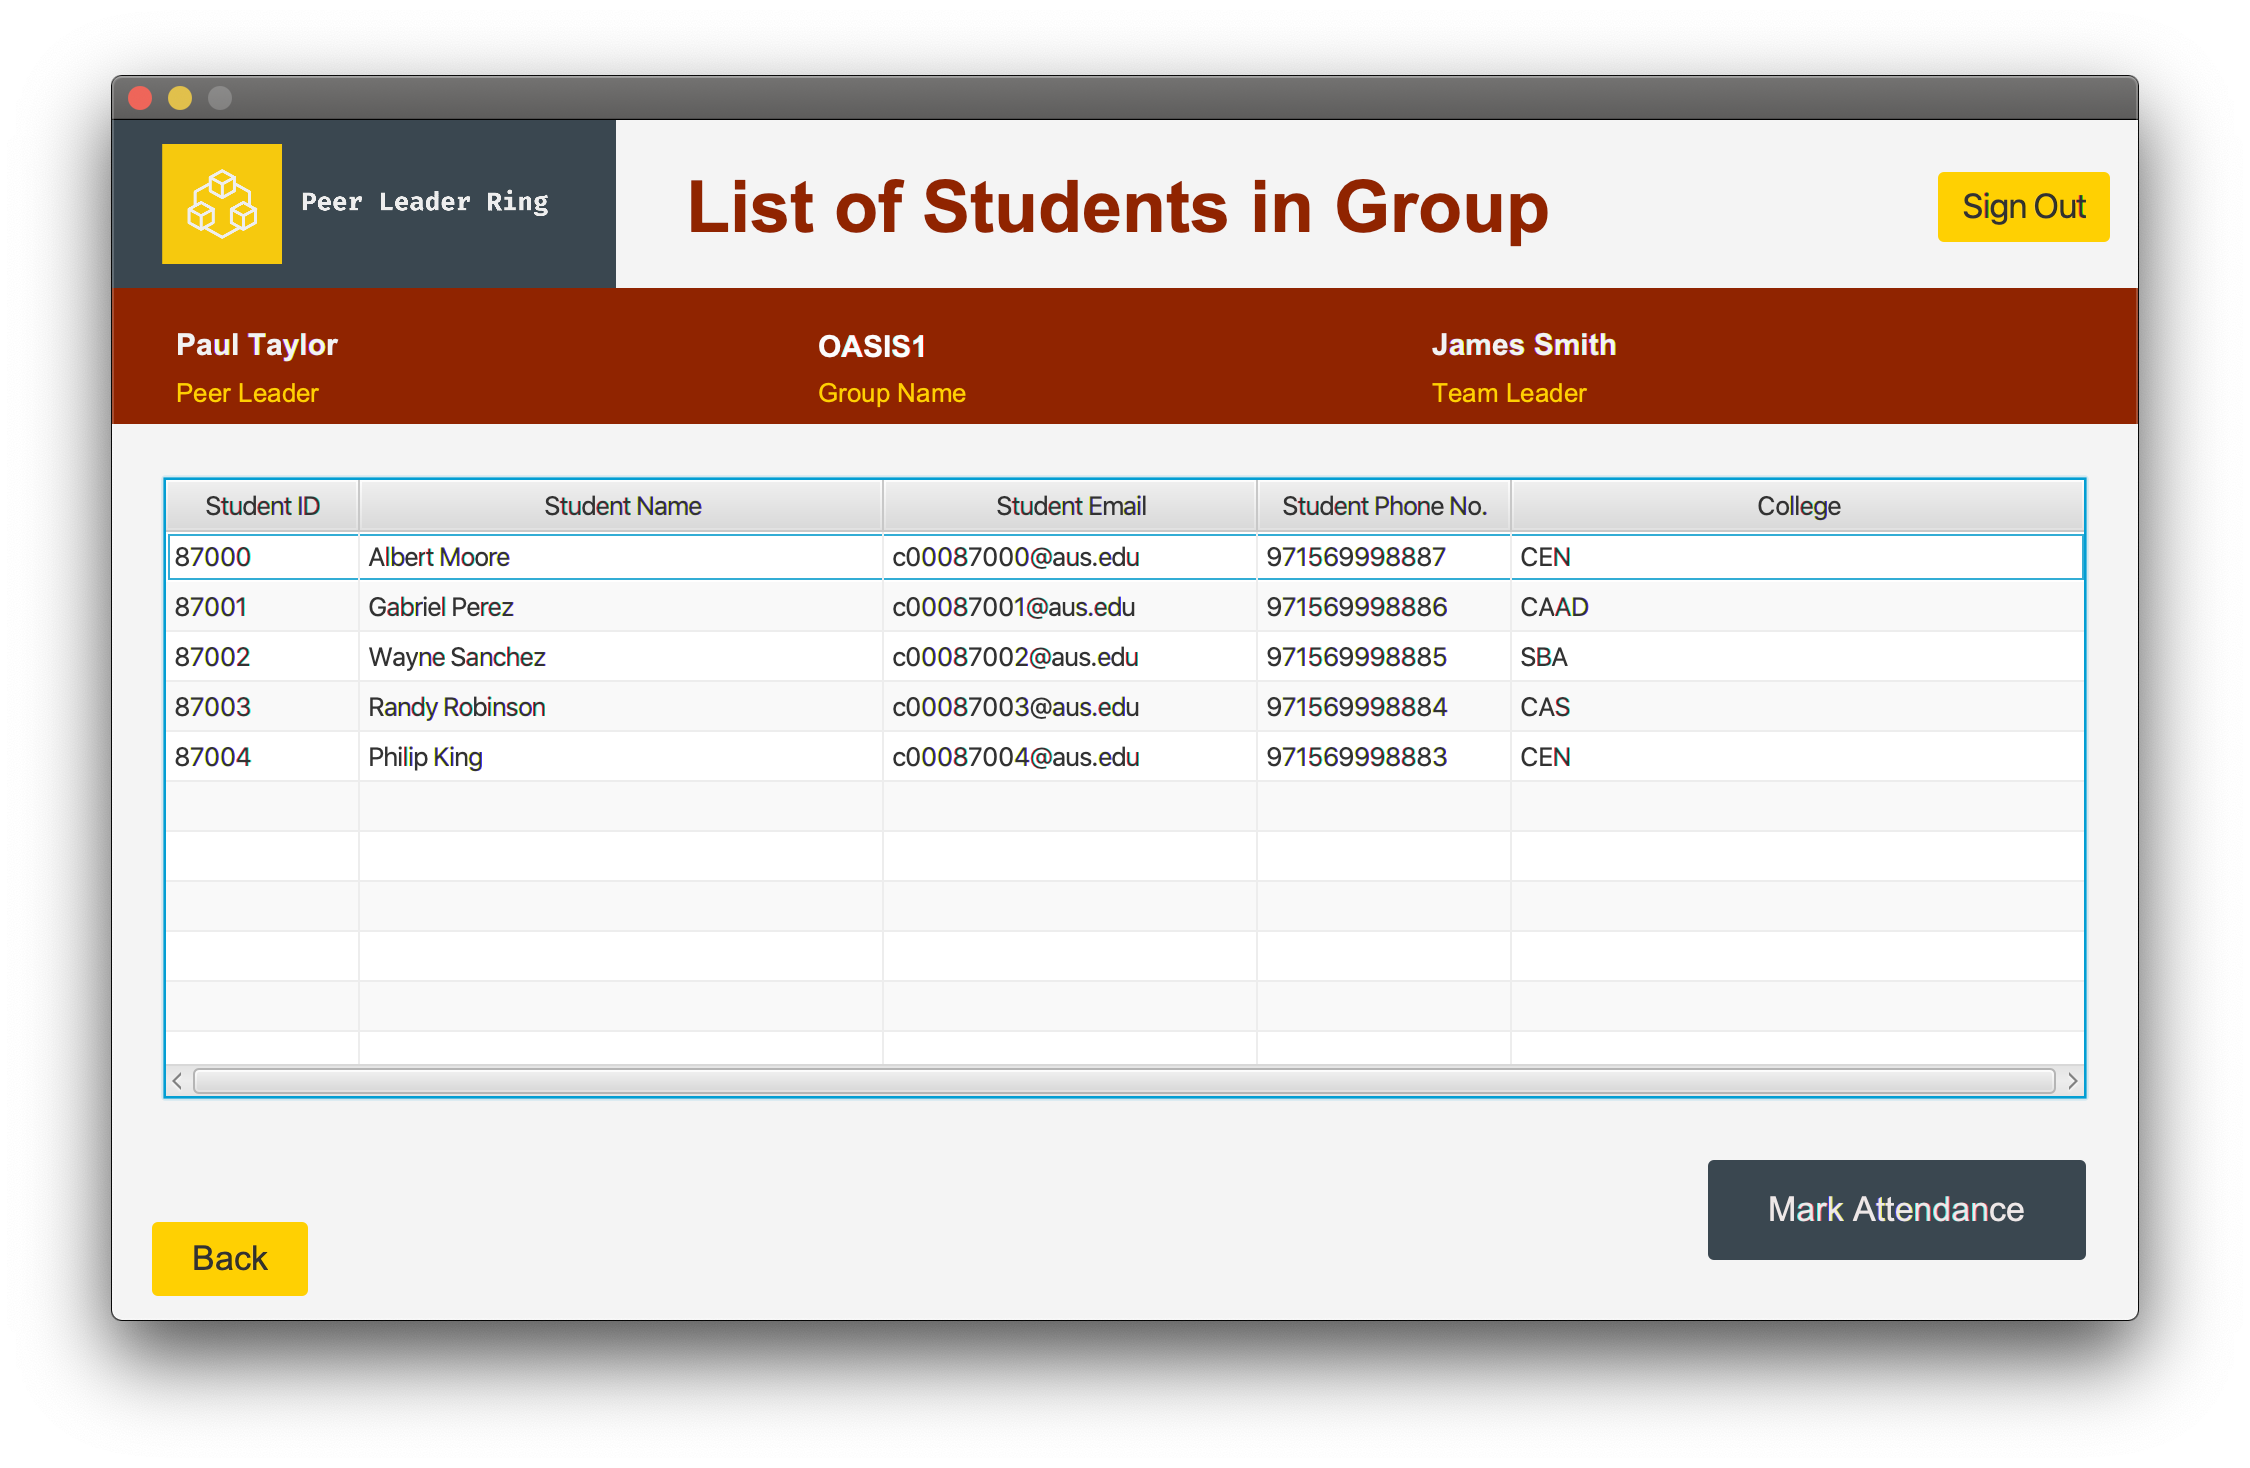 Peer Leader Ring
List of Students in Group
Sign Out
Paul Taylor
OASIS1
James Smith
Peer Leader
Group Name
Team Leader
Student ID Student Name Student Email Student Phone No. College
87000 Albert Moore c00087000@aus.edu 971569998887 CEN
87001 Gabriel Perez c00087001@aus.edu 971569998886 CAAD
87002 Wayne Sanchez c00087002@aus.edu 971569998885 SBA
87003 Randy Robinson c00087003@aus.edu 971569998884 CAS
87004 Philip King c00087004@aus.edu 971569998883 CEN
Mark Attendance
Back